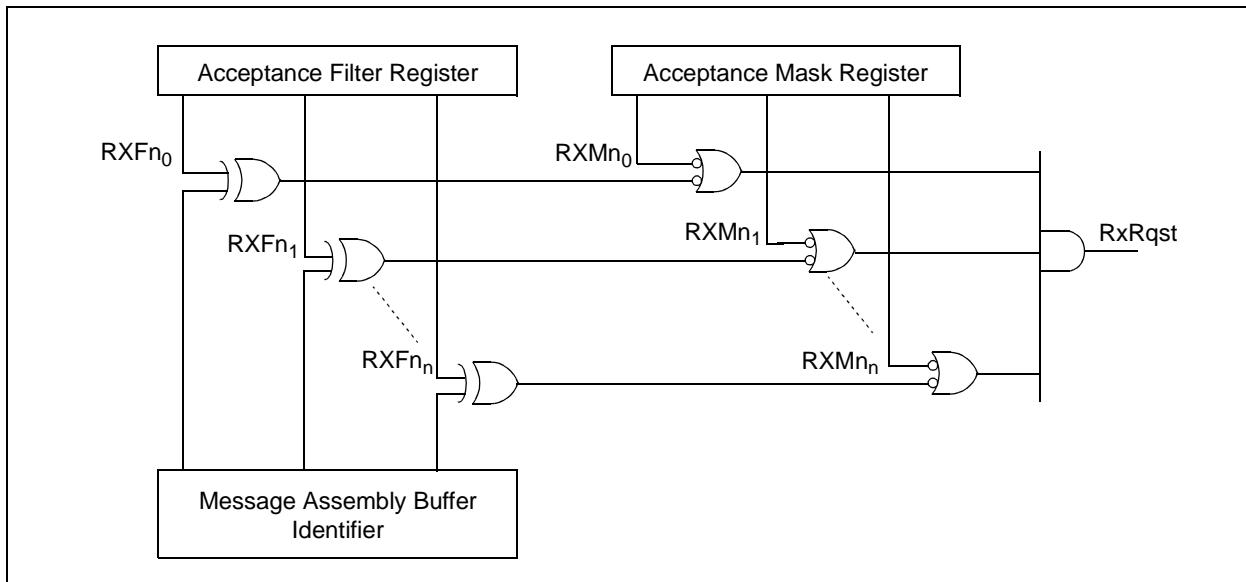 Acceptance Filter Register
Acceptance Mask Register
RXFn0
RXMn0
RXFn1
RXMn1
RxRqst
RXFnn
RXMnn
Message Assembly Buffer
Identifier